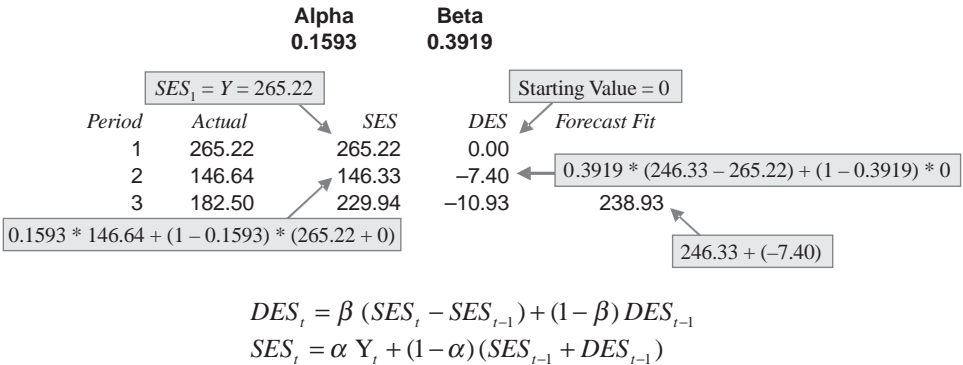 Alpha Beta
0.1593 0.3919
SES₁ = Y = 265.22
Starting Value = 0
Period Actual SES DES Forecast Fit
1 265.22 265.22 0.00
2 146.64 146.33 –7.40
0.3919 * (246.33 – 265.22) + (1 – 0.3919) * 0
3 182.50 229.94 –10.93 238.93
0.1593 * 146.64 + (1 – 0.1593) * (265.22 + 0)
246.33 + (–7.40)
DESₜ = β (SESₜ – SESₜ₋₁) + (1 – β) DESₜ₋₁
SESₜ = α Yₜ + (1 – α) (SESₜ₋₁ + DESₜ₋₁)